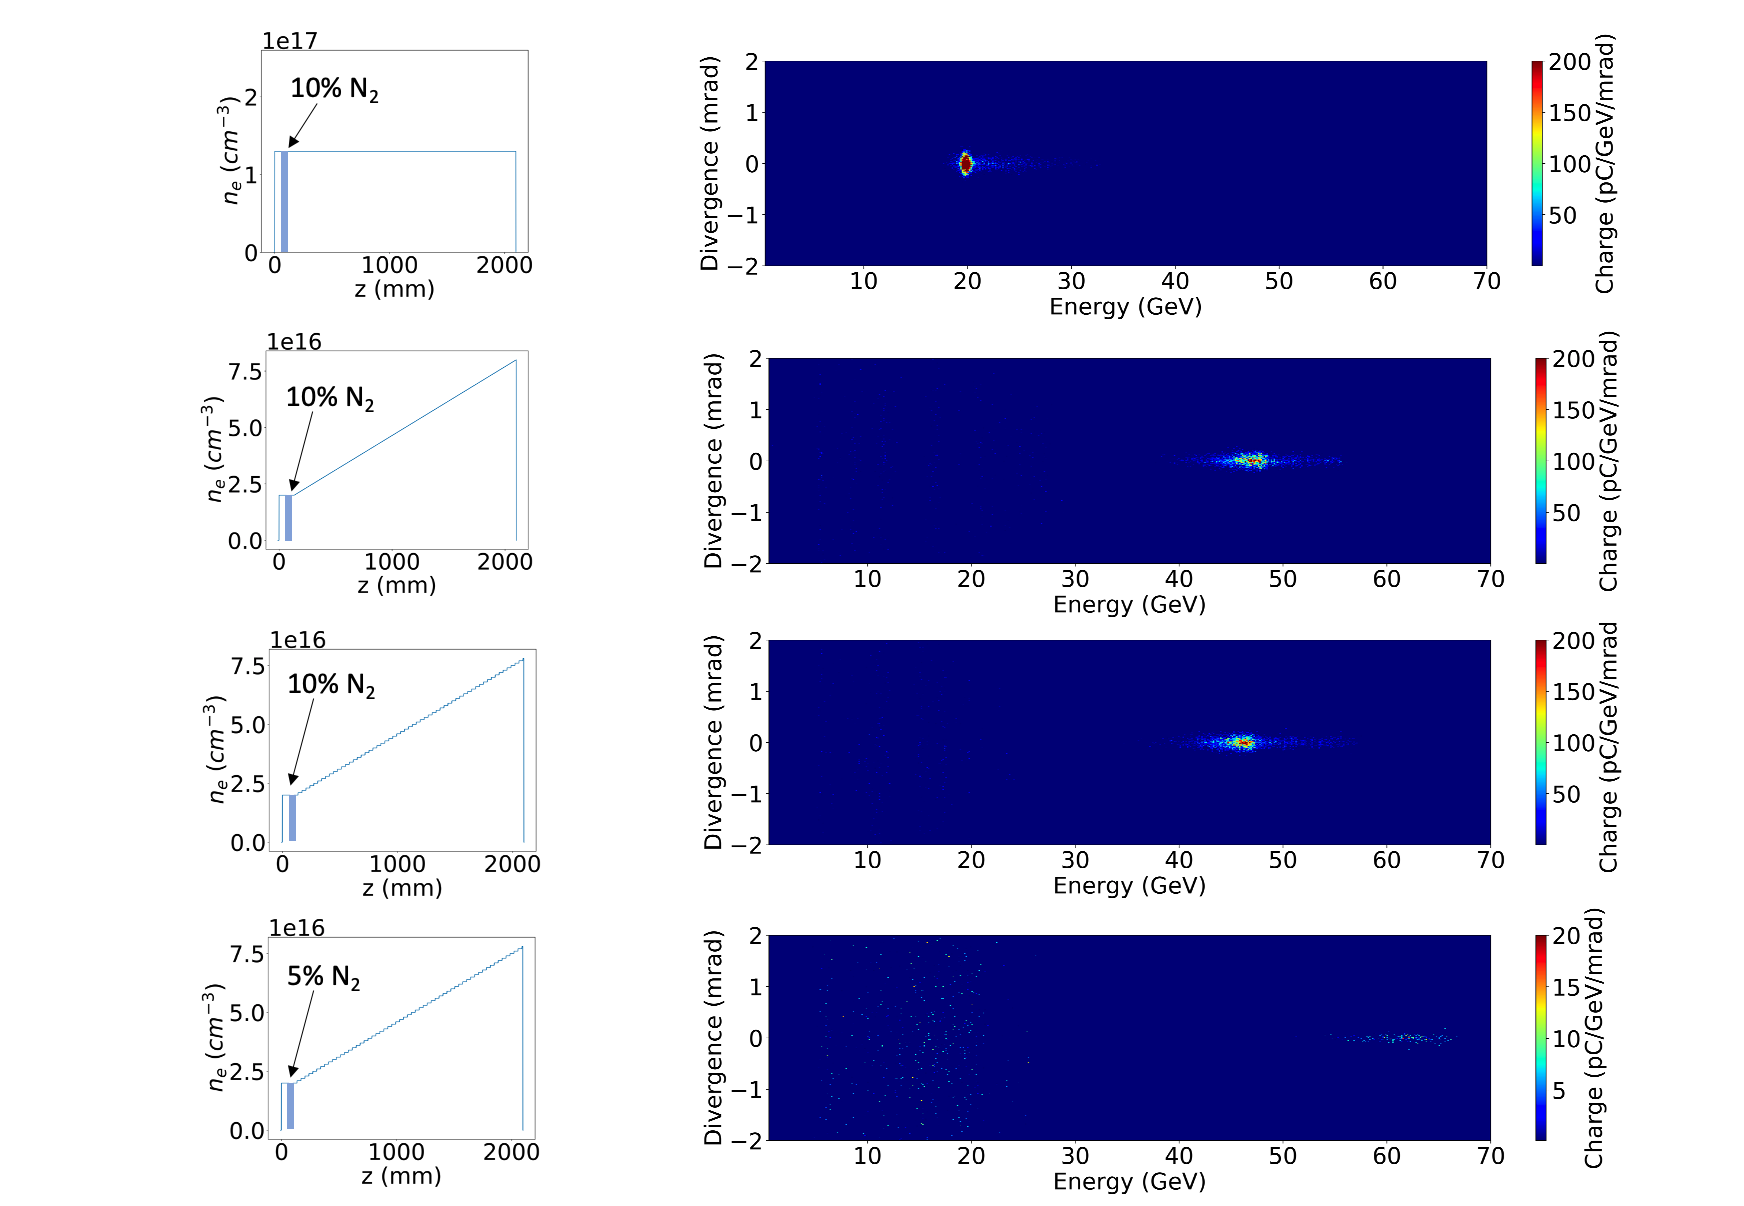 1e17
10% N2
2
1
0
0 1000 2000
z (mm)
ne (cm−3)
2
1
0
−1
−2
Divergence (mrad)
10 20 30 40 50 60 70
Energy (GeV)
200
150
100
50
Charge (pC/GeV/mrad)
1e16
10% N2
7.5
5.0
2.5
0.0
0 1000 2000
z (mm)
ne (cm−3)
2
1
0
−1
−2
Divergence (mrad)
10 20 30 40 50 60 70
Energy (GeV)
200
150
100
50
Charge (pC/GeV/mrad)
1e16
10% N2
7.5
5.0
2.5
0.0
0 1000 2000
z (mm)
ne (cm−3)
2
1
0
−1
−2
Divergence (mrad)
10 20 30 40 50 60 70
Energy (GeV)
200
150
100
50
Charge (pC/GeV/mrad
1e16
5% N2
7.5
5.0
2.5
0.0
0 1000 2000
z (mm)
ne (cm−3)
2
1
0
−1
−2
Divergence (mrad)
10 20 30 40 50 60 70
Energy (GeV)
20
15
10
5
Charge (pC/GeV/mrad)